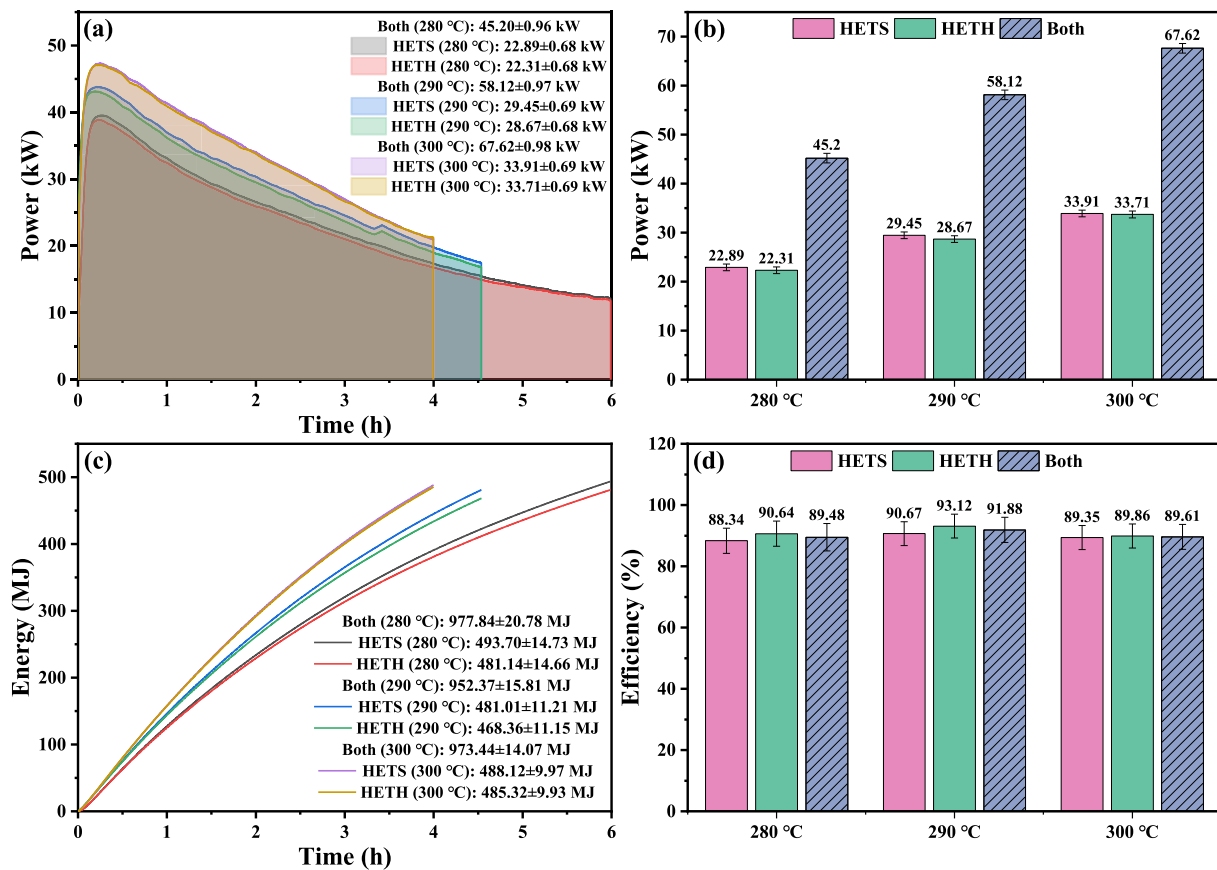 (a)
Both (280 ℃): 45.20±0.96 kW
HETS (280 ℃): 22.89±0.68 kW
HETH (280 ℃): 22.31±0.68 kW
Both (290 ℃): 58.12±0.97 kW
HETS (290 ℃): 29.45±0.69 kW
HETH (290 ℃): 28.67±0.68 kW
Both (300 ℃): 67.62±0.98 kW
HETS (300 ℃): 33.91±0.69 kW
HETH (300 ℃): 33.71±0.69 kW
Power (kW)
50
40
30
20
10
0
0 1 2 3 4 5 6
Time (h)
(b)
HETS HETH Both
Power (kW)
70
60
50
40
30
20
10
0
22.89 22.31 45.2
29.45 28.67 58.12
33.91 33.71 67.62
280 ℃ 290 ℃ 300 ℃
(c)
Energy (MJ)
500
400
300
200
100
0
Both (280 ℃): 977.84±20.78 MJ
HETS (280 ℃): 493.70±14.73 MJ
HETH (280 ℃): 481.14±14.66 MJ
Both (290 ℃): 952.37±15.81 MJ
HETS (290 ℃): 481.01±11.21 MJ
HETH (290 ℃): 468.36±11.15 MJ
Both (300 ℃): 973.44±14.07 MJ
HETS (300 ℃): 488.12±9.97 MJ
HETH (300 ℃): 485.32±9.93 MJ
0 1 2 3 4 5 6
Time (h)
(d)
HETS HETH Both
Efficiency (%)
120
100
80
60
40
20
0
88.34 90.64 89.48
90.67 93.12 91.88
89.35 89.86 89.61
280 ℃ 290 ℃ 300 ℃